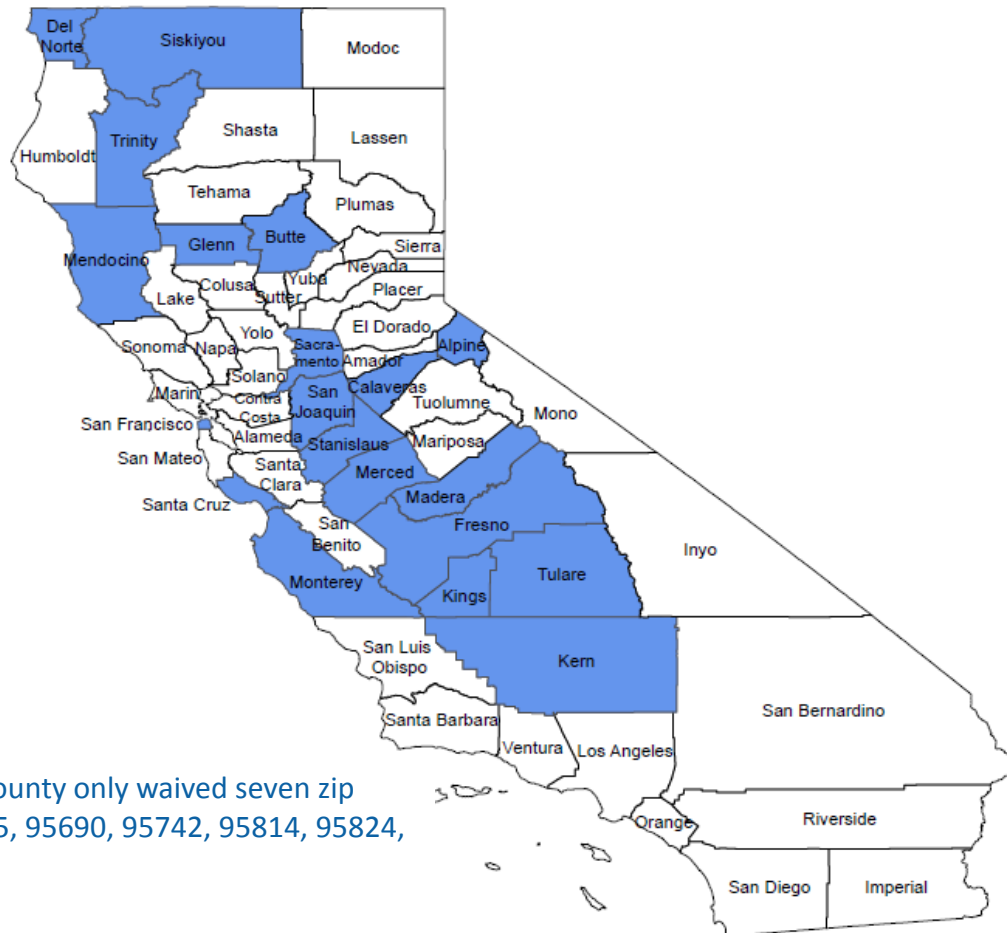 Del
Norte
Siskiyou
Modoc
Humboldt
Trinity
Shasta
Lassen
Tehama
Plumas
Mendocino
Glenn
Butte
Sierra
Nevada
Yuba
Colusa
Sutter
Placer
Lake
Yolo
El Dorado
Sonoma
Napa
Sacra-
mento
Alpine
Amador
Solano
Calaveras
Marin
Contra
Costa
San
Joaquin
Tuolumne
Mono
San Francisco
Alameda
Stanislaus
Mariposa
San Mateo
Santa
Clara
Merced
Santa Cruz
Madera
San
Benito
Fresno
Inyo
Monterey
Kings
Tulare
San Luis
Obispo
Kern
Santa Barbara
San Bernardino
Ventura
Los Angeles
ounty only waived seven zip
5, 95690, 95742, 95814, 95824,
Orange
Riverside
San Diego
Imperial